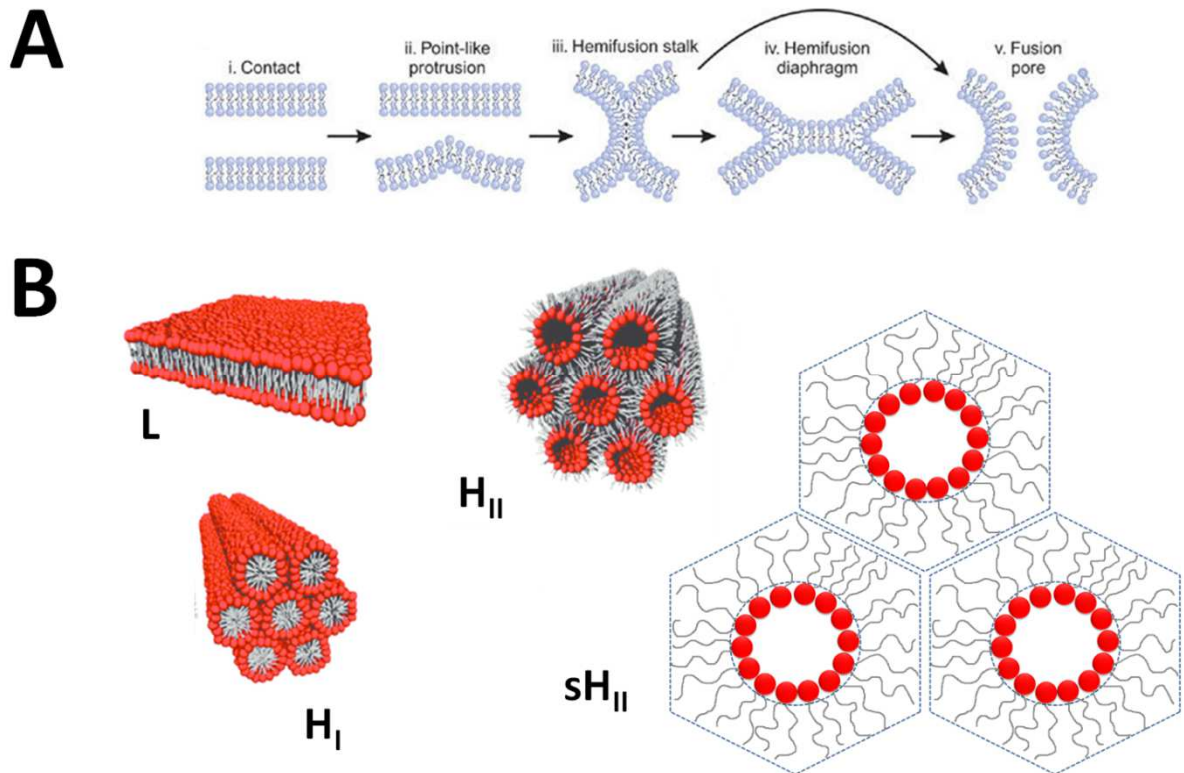 A
i. Contact
ii. Point-like
protrusion
iii. Hemifusion stalk
iv. Hemifusion
diaphragm
v. Fusion
pore
B
L
H_II
H_I
sH_II